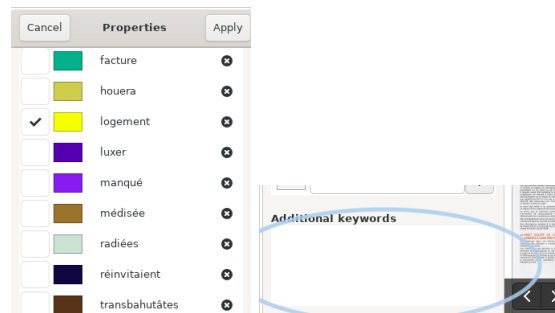 Cancel Properties Apply
facture
houera
logement
luxer
manqué
médisée
radiées
réinvitaient
transbahutâtes
Additional keywords